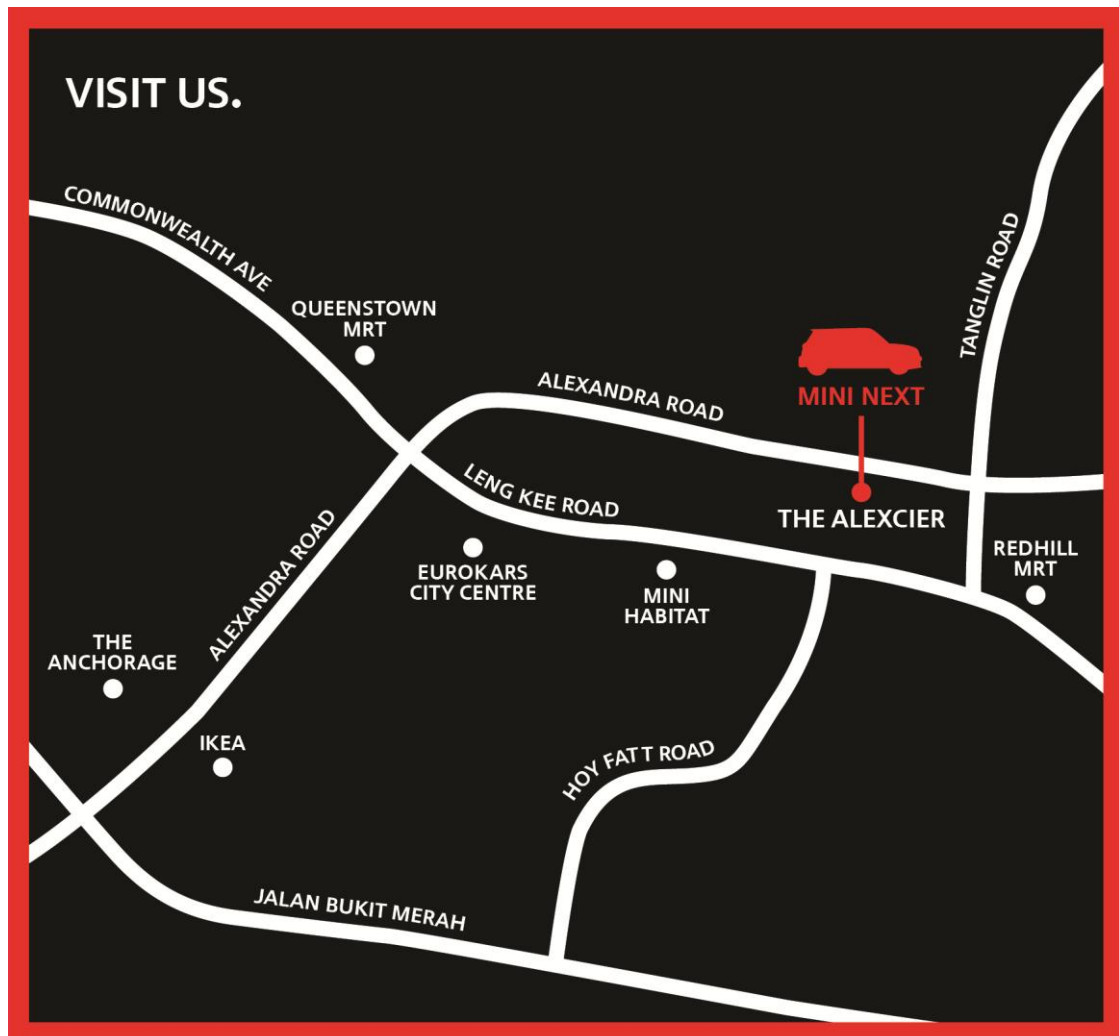 VISIT US.
COMMONWEALTH AVE
QUEENSTOWN
MRT
TANGLIN ROAD
ALEXANDRA ROAD
MINI NEXT
LENG KEE ROAD
THE ALEXCIER
ALEXANDRA ROAD
EUROKARS
CITY CENTRE
MINI
HABITAT
REDHILL
MRT
THE
ANCHORAGE
IKEA
HOY FATT ROAD
JALAN BUKIT MERAH